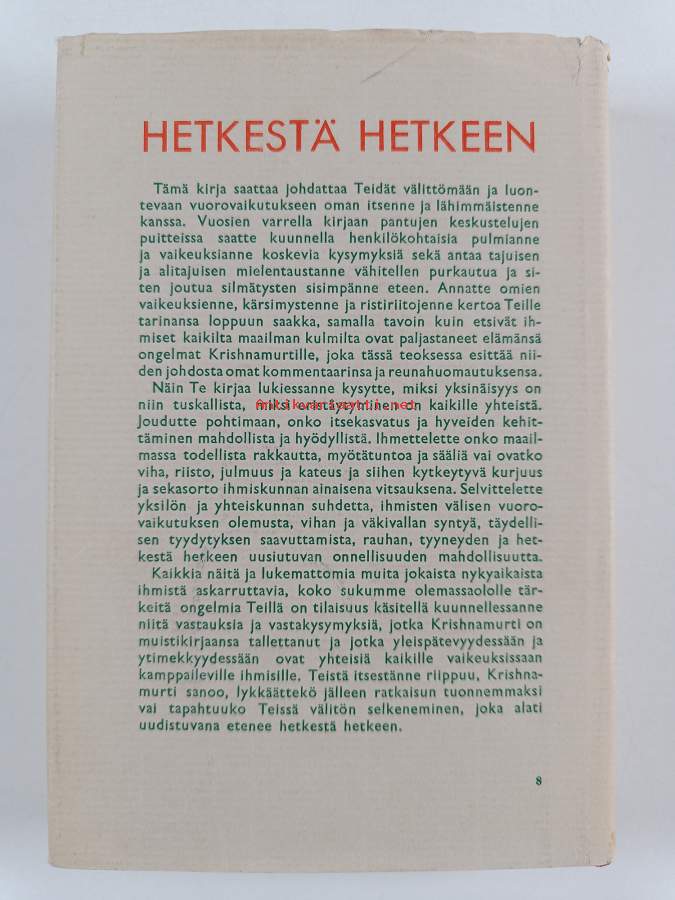 HETKESTÄ HETKEEN
Tämä kirja saattaa johdattaa Teidät välittömään ja luon-
tevaan vuorovaikutukseen oman itsenne ja lähimmäistenne
kanssa. Vuosien varrella kirjaan pantujen keskustelujen
puitteissa saatte kuunnella henkilökohtaisia pulmianne
ja vaikeuksianne koskevia kysymyksiä sekä antaa tajuisen
ja alitajuisen mielentaustanne vähitellen purkautua ja si-
ten joutua silmätysten sisimpänne eteen. Annatte omien
vaikeuksienne, kärsimystenne ja ristiriitojenne kertoa Teille
tarinansa loppuun saakka, samalla tavoin kuin etsivät ih-
miset kaikilta maailman kulmilta ovat paljastaneet elämänsä
ongelmat Krishnamurtille, joka tässä teoksessa esittää nii-
den johdosta omat kommentaarinsa ja reunahuomautuksensa.
Näin Te kirjaa lukiessanne kysytte, miksi yksinäisyys on
niin tuskallista, miksi eristäytyminen on kaikille yhteistä.
Joudutte pohtimaan, onko itsekasvatus ja hyveiden kehit-
täminen mahdollista ja hyödyllistä. Ihmettelette onko maail-
massa todellista rakkautta, myötätuntoa ja sääliä vai ovatko
viha, riisto, julmuus ja kateus ja siihen kytkeytyvä kurjuus
ja sekasorto ihmiskunnan ainaisena vitsauksena. Selvittelette
yksilön ja yhteiskunnan suhdetta, ihmisten välisen vuoro-
vaikutuksen olemusta, vihan ja väkivallan syntyä, täydelli-
sen tyydytyksen saavuttamista, rauhan, tyyneyden ja het-
kestä hetkeen uusiutuvan onnellisuuden mahdollisuutta.
Kaikkia näitä ja lukemattomia muita jokaista nykyaikaista
ihmistä askarruttavia, koko sukumme olemassaololle tär-
keitä ongelmia Teillä on tilaisuus käsitellä kuunnellessanne
niitä vastauksia ja vastakysymyksiä, jotka Krishnamurti on
muistikirjaansa tallettanut ja jotka yleispätevyydessään ja
ytimekkyydessään ovat yhteisiä kaikille vaikeuksissaan
kamppaileville ihmisille. Teistä itsestänne riippuu, Krishna-
murti sanoo, lykkäättekö jälleen ratkaisun tuonnemmaksi
vai tapahtuuko Teissä välitön selkeneminen, joka alati
uudistuvana etenee hetkestä hetkeen.
8